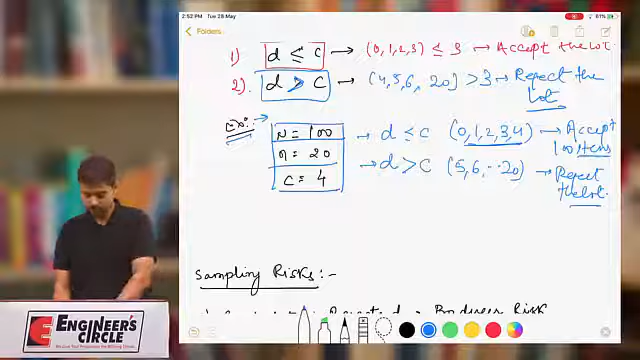 2:52 PM Tue 28 May
61%
Folders
1) d ≤ c → (0,1,2,3) ≤ 3 → Accept the lot.
2). d > c → (4,5,6, 20) > 3 → Reject the lot
Exo: →
N = 100 → d ≤ c (0,1,2,3,4) → Accept 100 items
n = 20 → d > c (5,6, --20) → Reject the lot.
c = 4
Sampling Risks:-
Risk
E ENGINEER'S CIRCLE